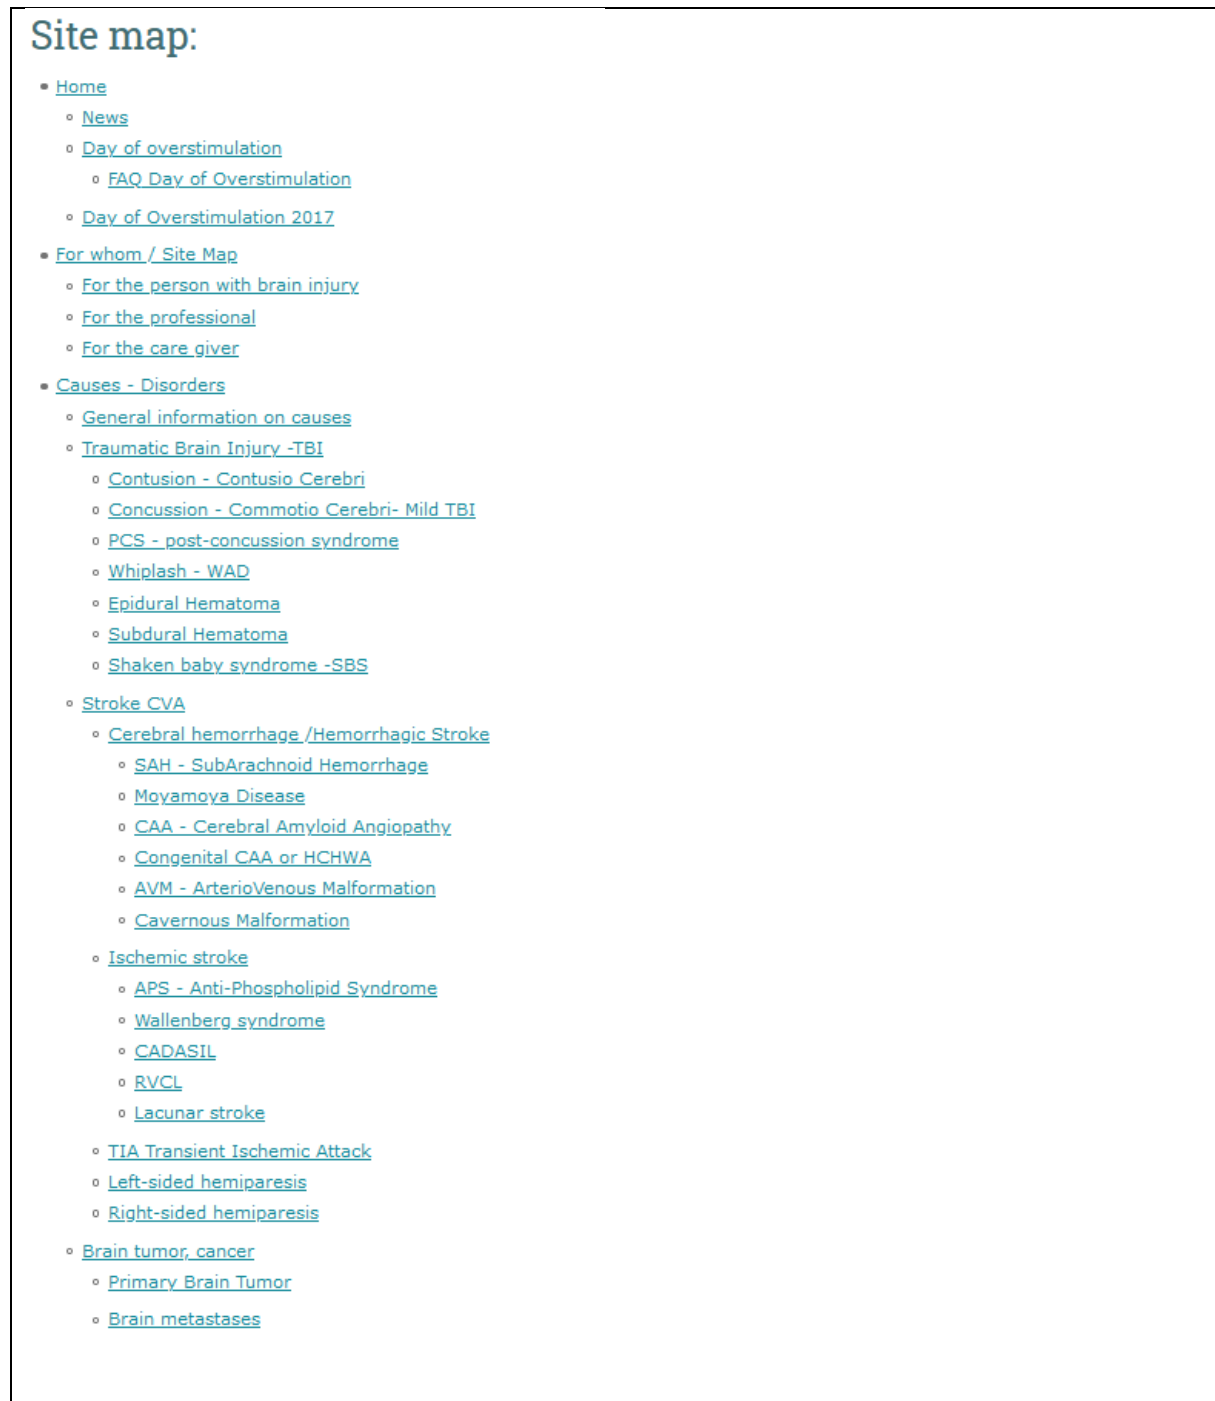 Site map:
Home
News
Day of overstimulation
FAQ Day of Overstimulation
Day of Overstimulation 2017
For whom / Site Map
For the person with brain injury
For the professional
For the care giver
Causes - Disorders
General information on causes
Traumatic Brain Injury -TBI
Contusion - Contusio Cerebri
Concussion - Commotio Cerebri- Mild TBI
PCS - post-concussion syndrome
Whiplash - WAD
Epidural Hematoma
Subdural Hematoma
Shaken baby syndrome -SBS
Stroke CVA
Cerebral hemorrhage /Hemorrhagic Stroke
SAH - SubArachnoid Hemorrhage
Moyamoya Disease
CAA - Cerebral Amyloid Angiopathy
Congenital CAA or HCHWA
AVM - ArterioVenous Malformation
Cavernous Malformation
Ischemic stroke
APS - Anti-Phospholipid Syndrome
Wallenberg syndrome
CADASIL
RVCL
Lacunar stroke
TIA Transient Ischemic Attack
Left-sided hemiparesis
Right-sided hemiparesis
Brain tumor, cancer
Primary Brain Tumor
Brain metastases